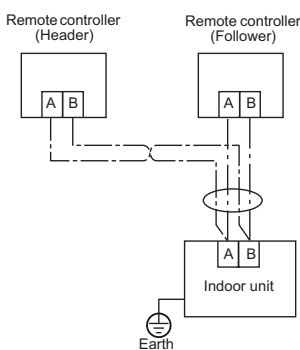 Remote controller
(Header)
Remote controller
(Follower)
A B
A B
A B
Indoor unit
Earth